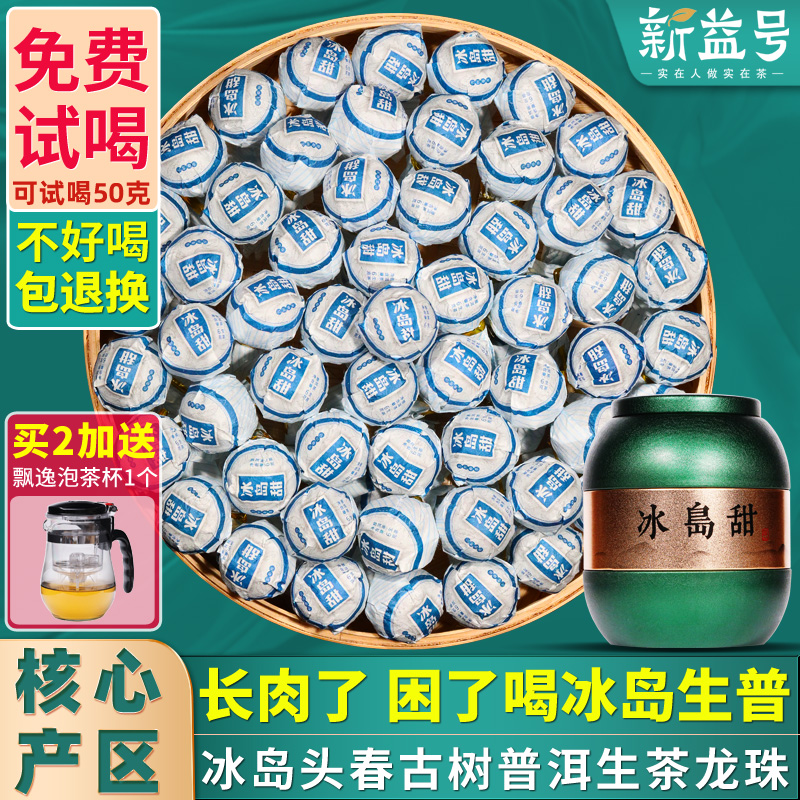 免费
试喝
可试喝50克
不好喝
包退换
新益号
实在人做实在茶
冰岛甜
买2加送
飘逸泡茶杯1个
冰島甜
核心
产区
长肉了 困了喝冰岛生普
冰岛头春古树普洱生茶龙珠